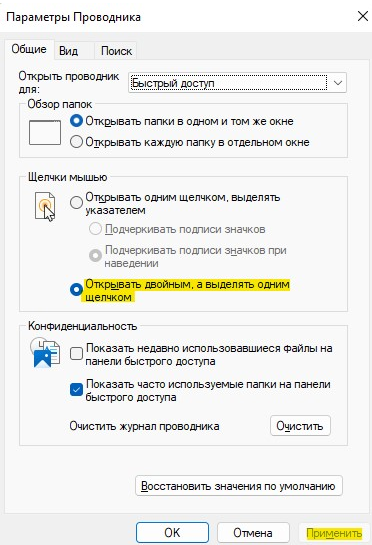 Параметры Проводника
Общие Вид Поиск
Открыть проводник для: Быстрый доступ
Обзор папок
Открывать папки в одном и том же окне
Открывать каждую папку в отдельном окне
Щелчки мышью
Открывать одним щелчком, выделять
указателем
Подчеркивать подписи значков
Подчеркивать подписи значков при
наведении
Открывать двойным, а выделять одним
щелчком
Конфиденциальность
Показать недавно использовавшиеся файлы на
панели быстрого доступа
Показать часто используемые папки на панели
быстрого доступа
Очистить журнал проводника Очистить
Восстановить значения по умолчанию
OK Отмена Применить